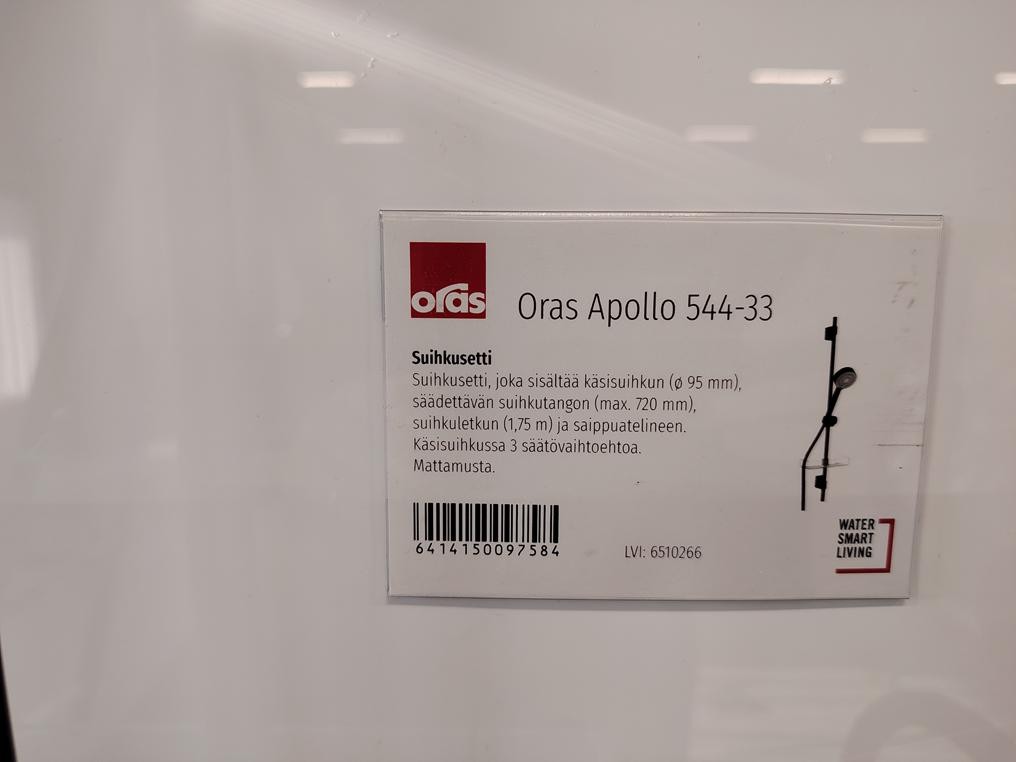 oras
Oras Apollo 544-33
Suihkusetti
Suihkusetti, joka sisältää käsisuihkun (ø 95 mm),
säädettävän suihkutangon (max. 720 mm),
suihkuletkun (1,75 m) ja saippuatelineen.
Käsisuihkussa 3 säätövaihtoehtoa.
Mattamusta.
6414150097584
LVI: 6510266
WATER
SMART
LIVING